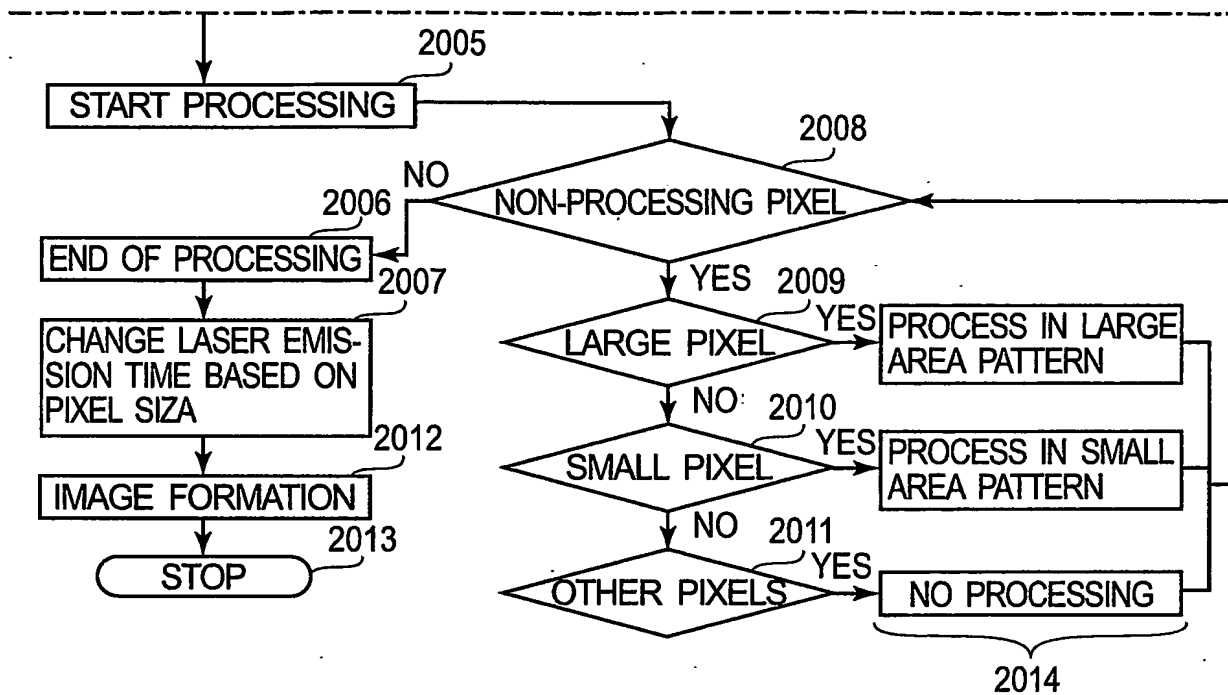 2005
START PROCESSING
2008
NO
NON-PROCESSING PIXEL
2006
END OF PROCESSING
2007
YES
2009
CHANGE LASER EMIS-
SION TIME BASED ON
PIXEL SIZA
LARGE PIXEL
YES
PROCESS IN LARGE
AREA PATTERN
NO
2010
2012
SMALL PIXEL
YES
PROCESS IN SMALL
AREA PATTERN
IMAGE FORMATION
NO
2013
2011
STOP
OTHER PIXELS
YES
NO PROCESSING
2014